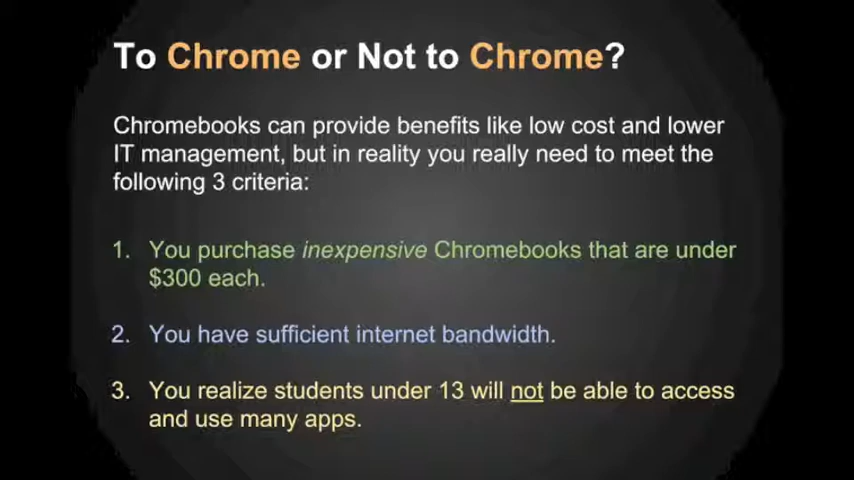 To Chrome or Not to Chrome?
Chromebooks can provide benefits like low cost and lower
IT management, but in reality you really need to meet the
following 3 criteria:
1. You purchase inexpensive Chromebooks that are under
$300 each.
2. You have sufficient internet bandwidth.
3. You realize students under 13 will not be able to access
and use many apps.